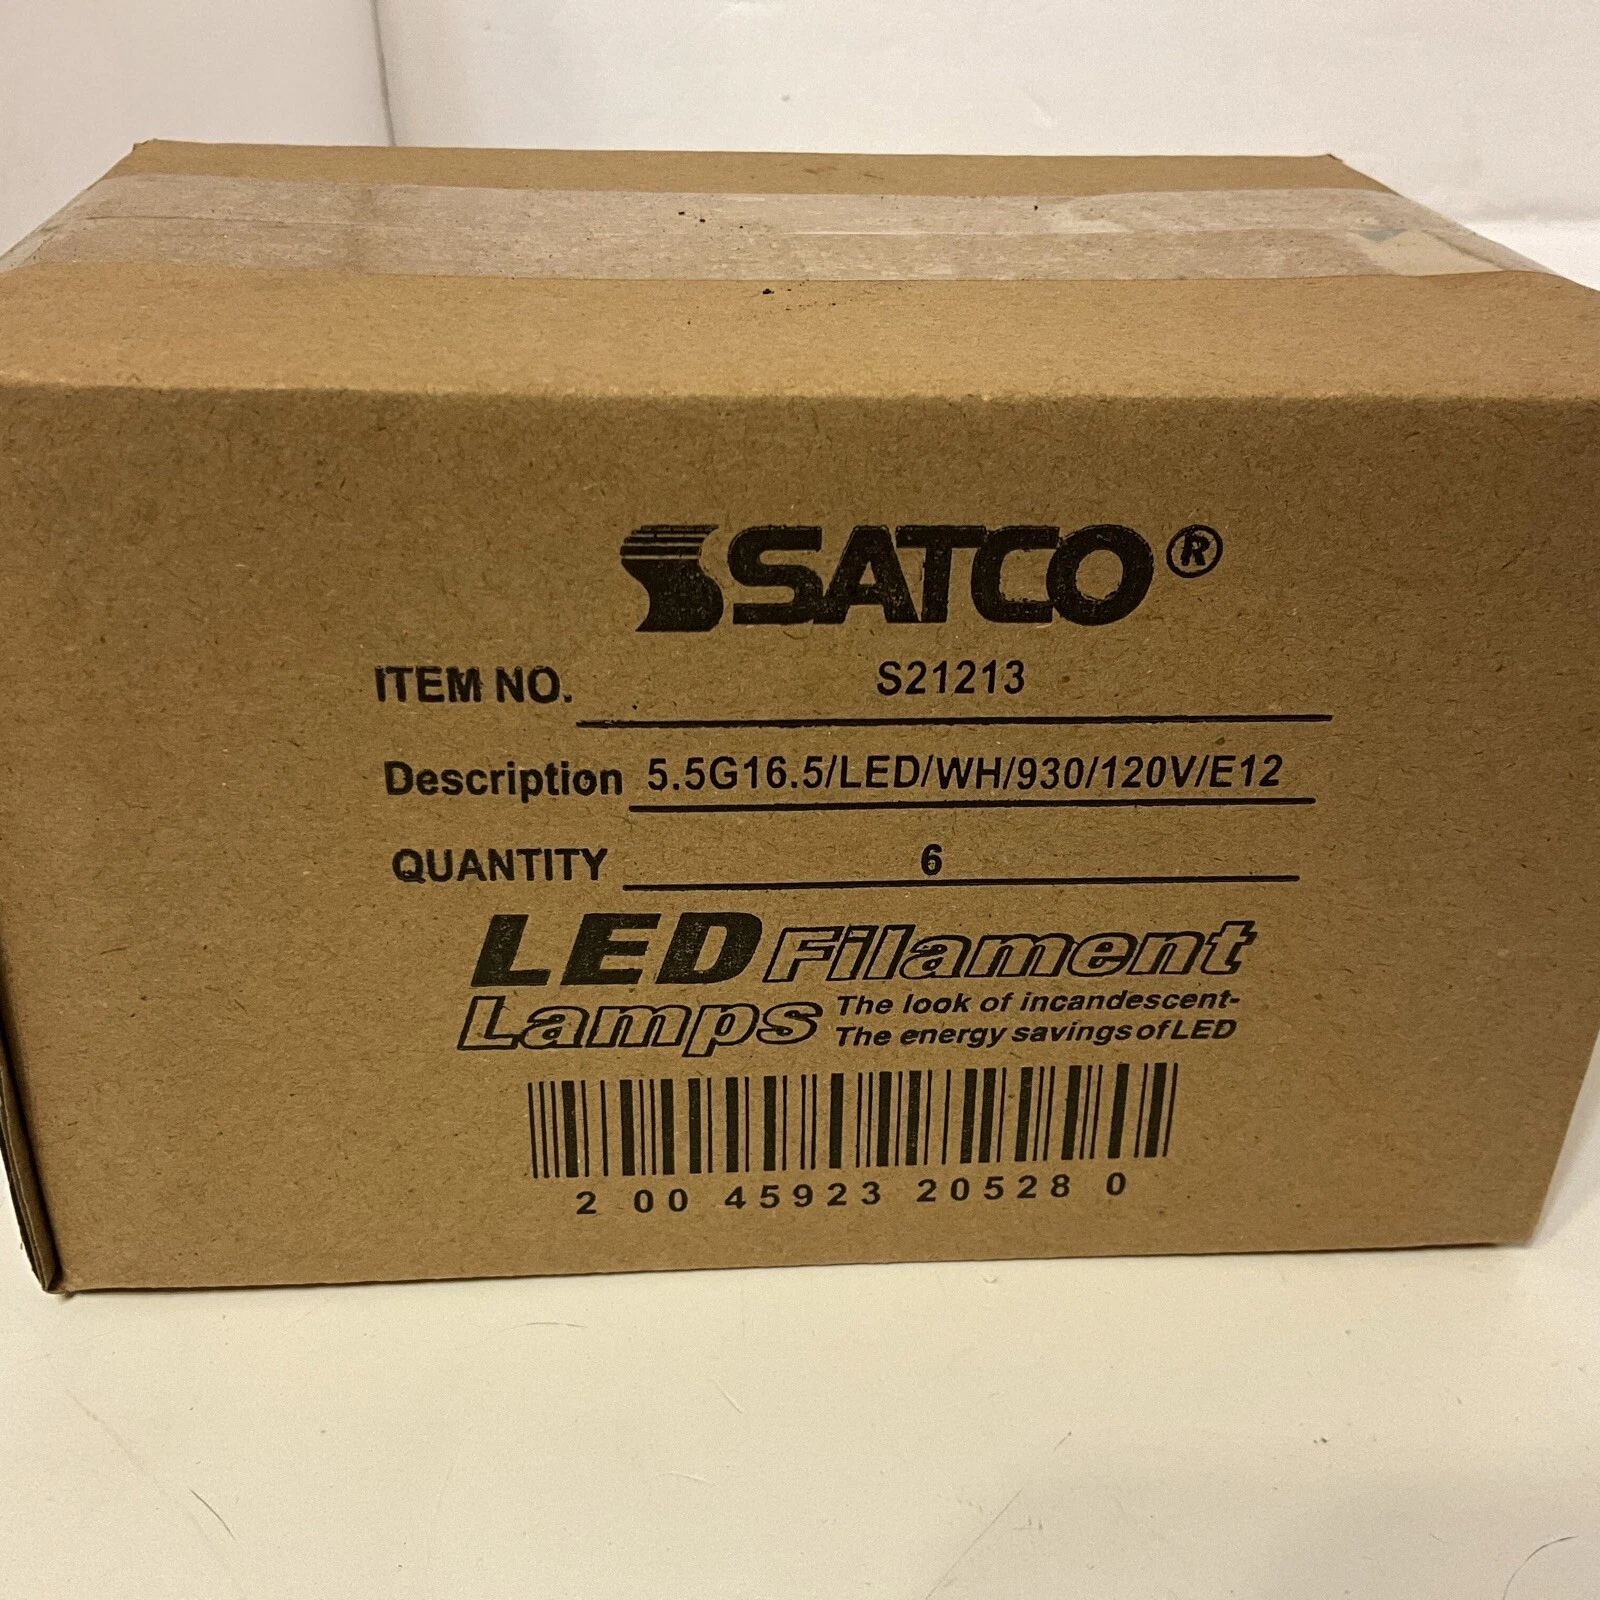 SATCO®
ITEM NO. S21213
Description 5.5G16.5/LED/WH/930/120V/E12
QUANTITY 6
LED Filament
Lamps The look of incandescent-
The energy savings of LED
2 00 45923 20528 0